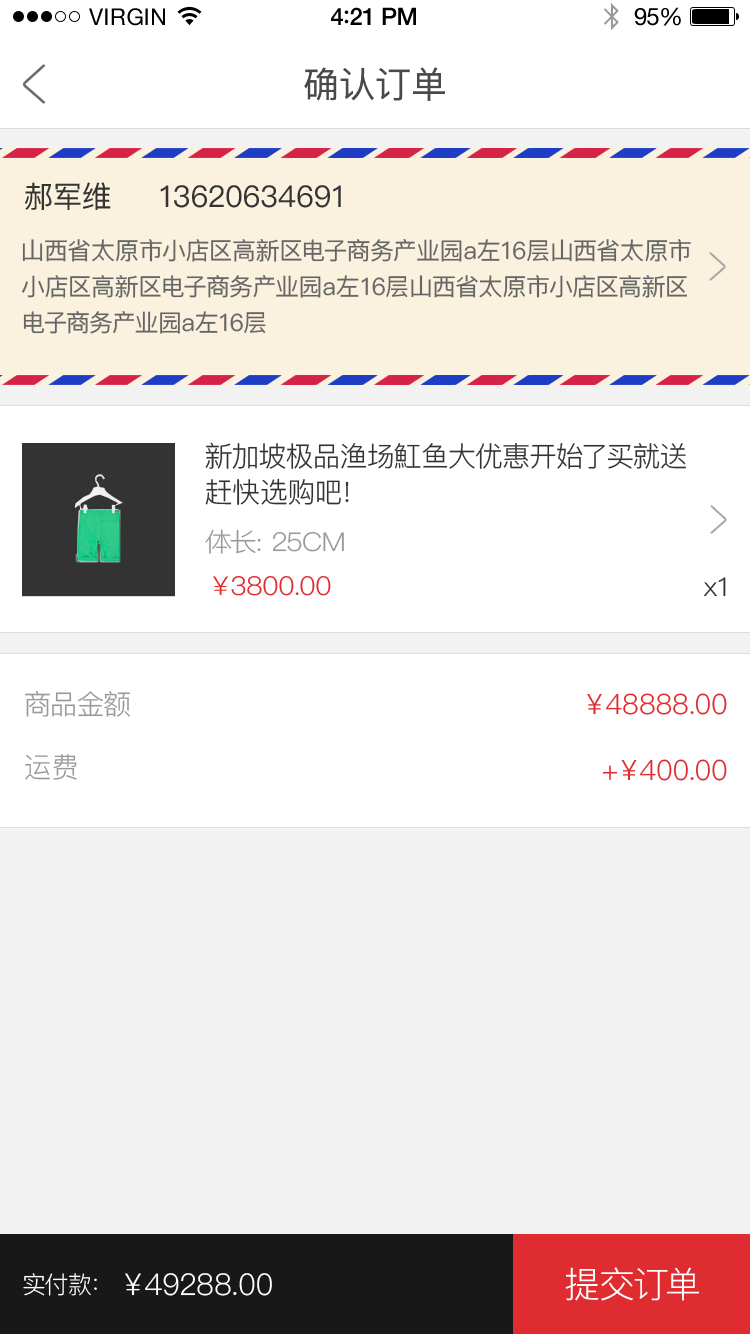 VIRGIN 4:21 PM 95%
确认订单
郝军维 13620634691
山西省太原市小店区高新区电子商务产业园a左16层山西省太原市
小店区高新区电子商务产业园a左16层山西省太原市小店区高新区
电子商务产业园a左16层
新加坡极品渔场魟鱼大优惠开始了买就送
赶快选购吧!
体长: 25CM
¥3800.00 x1
商品金额 ¥48888.00
运费 +¥400.00
实付款: ¥49288.00 提交订单